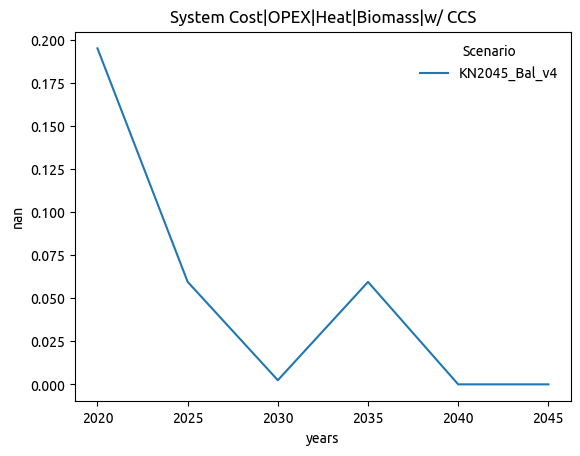 System Cost|OPEX|Heat|Biomass|w/ CCS
Scenario
KN2045_Bal_v4
0.200
0.175
0.150
0.125
0.100
0.075
0.050
0.025
0.000
nan
2020 2025 2030 2035 2040 2045
years